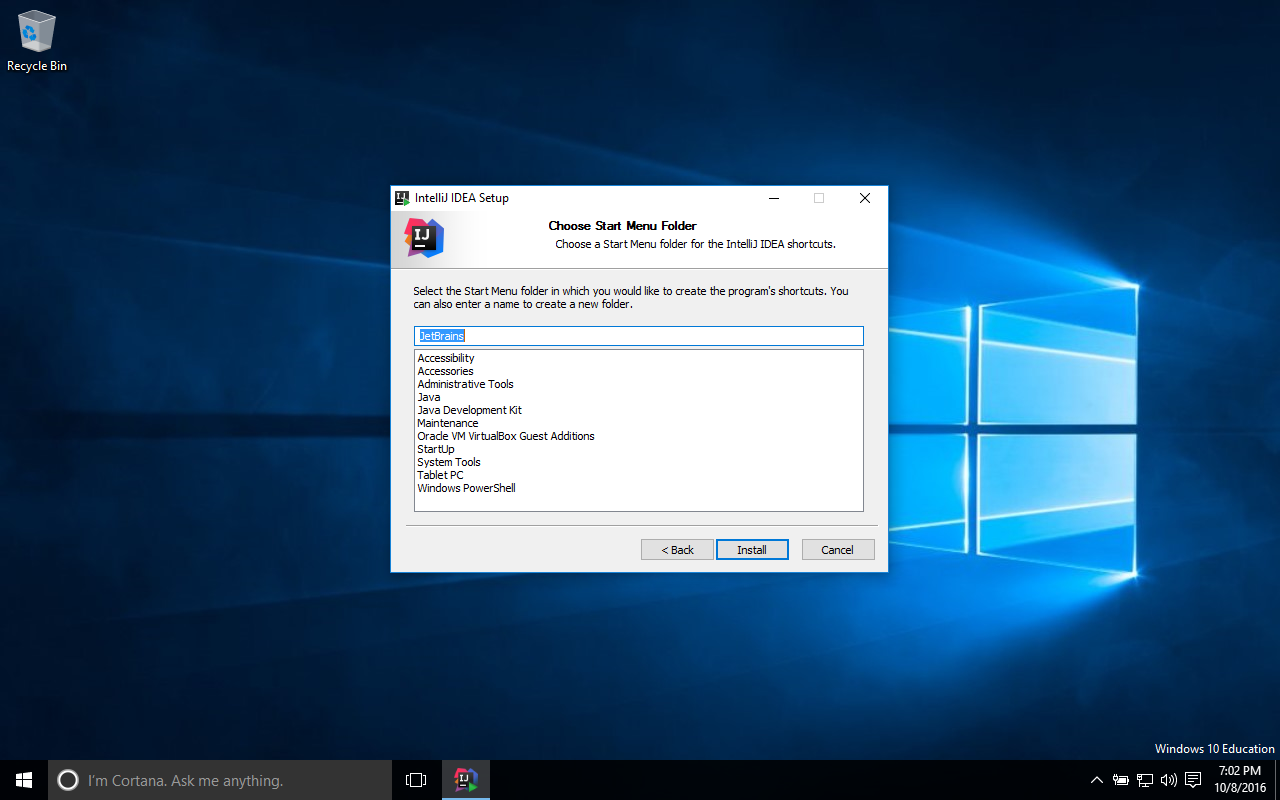 Recycle Bin
IntelliJ IDEA Setup
IJ
Choose Start Menu Folder
Choose a Start Menu folder for the IntelliJ IDEA shortcuts.
Select the Start Menu folder in which you would like to create the program's shortcuts. You
can also enter a name to create a new folder.
JetBrains
Accessibility
Accessories
Administrative Tools
Java
Java Development Kit
Maintenance
Oracle VM VirtualBox Guest Additions
StartUp
System Tools
Tablet PC
Windows PowerShell
< Back
Install
Cancel
Windows 10 Education
I'm Cortana. Ask me anything.
IJ
7:02 PM
10/8/2016